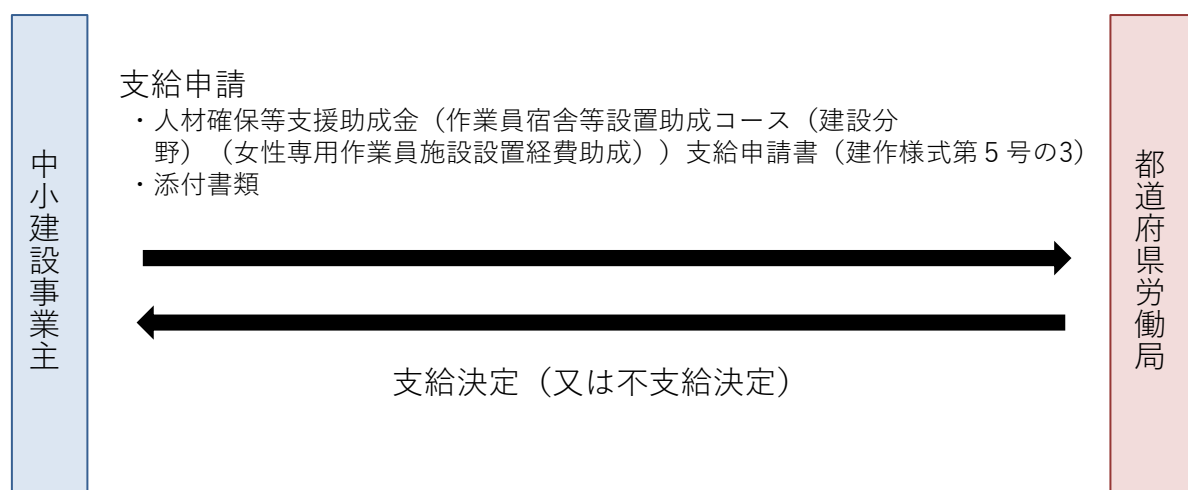 中小建設事業主
支給申請
・人材確保等支援助成金（作業員宿舎等設置助成コース（建設分
野）（女性専用作業員施設設置経費助成））支給申請書（建作様式第５号の3）
・添付書類
支給決定（又は不支給決定）
都道府県労働局